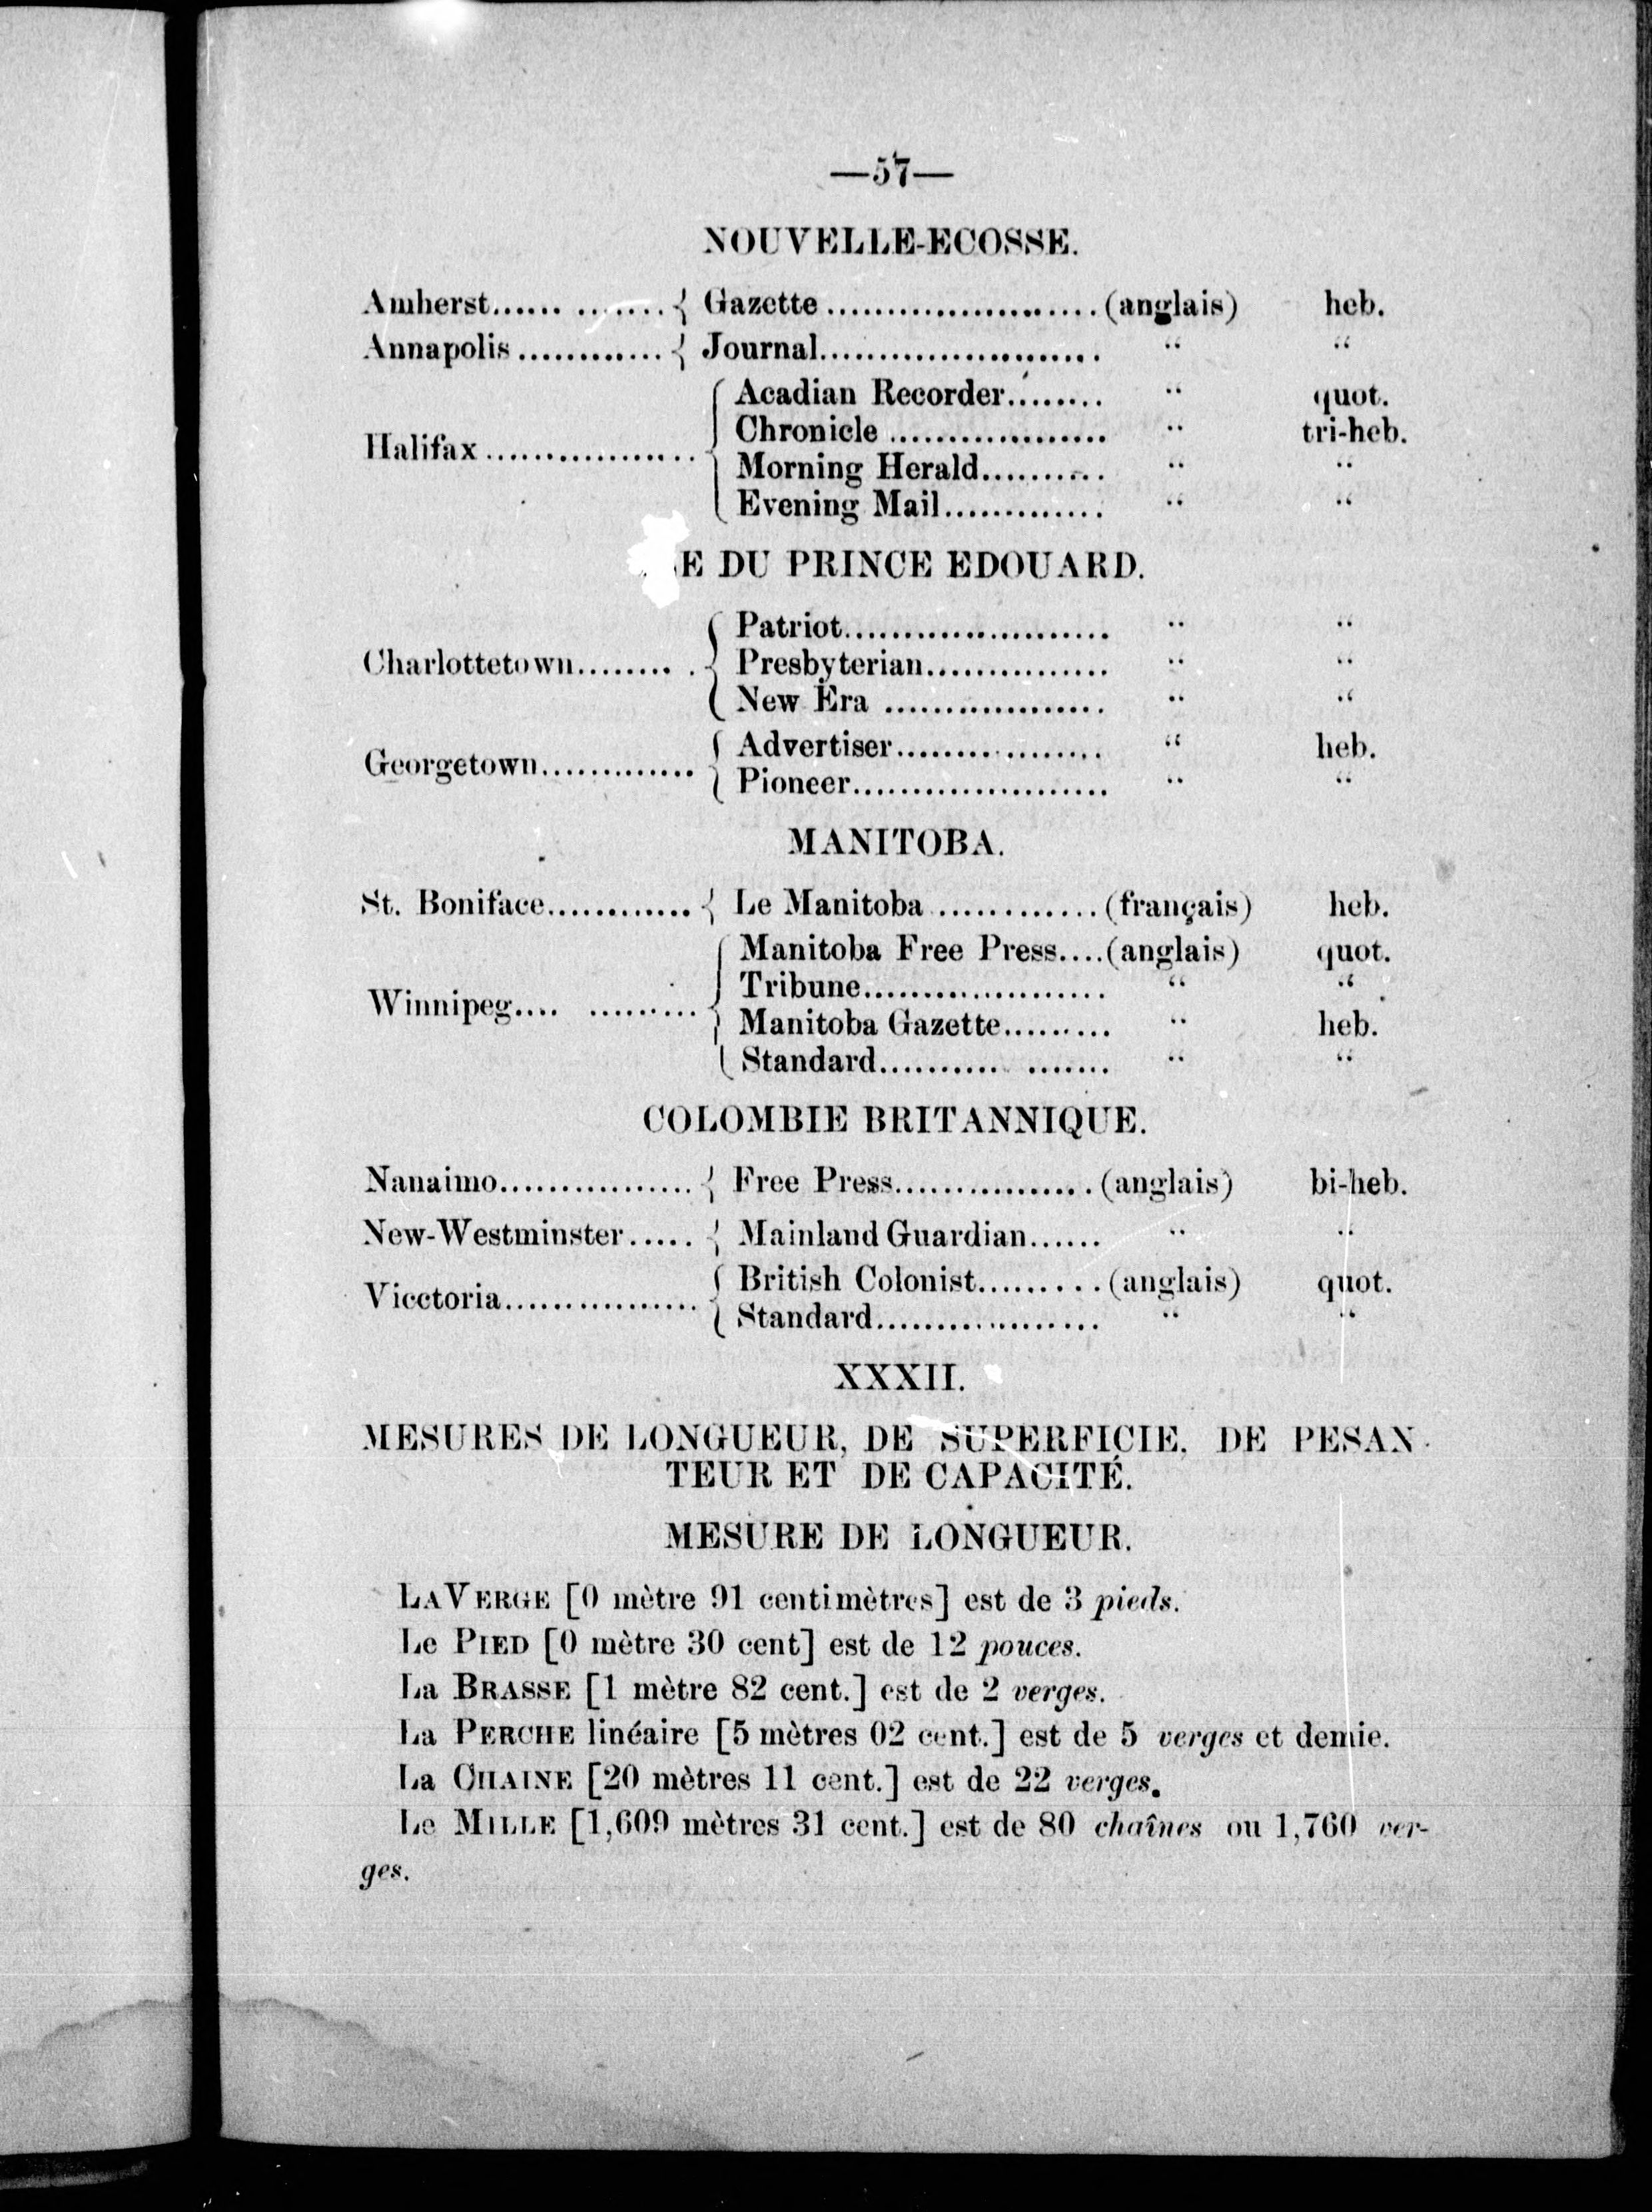 —57—
NOUVELLE-ECOSSE.
Amherst...... ....... { Gazette ....................... (anglais) heb.
Annapolis ............ { Journal........................ “ “
Halifax .................. { Acadian Recorder........ “ quot.
Chronicle ................... “ tri-heb.
Morning Herald.......... “ “
Evening Mail............. “ “
E DU PRINCE EDOUARD.
Charlottetown........ . { Patriot....................... “ “
Presbyterian................ “ “
New Era ................... “ “
Georgetown............. { Advertiser.................. “ heb.
Pioneer...................... “ “
MANITOBA.
St. Boniface............ { Le Manitoba ............. (français) heb.
Winnipeg.... ......... { Manitoba Free Press....(anglais) quot.
Tribune..................... “ “
Manitoba Gazette......... “ heb.
Standard.......... ....... “ “
COLOMBIE BRITANNIQUE.
Nanaimo................ { Free Press................. (anglais) bi-heb.
New-Westminster..... { Mainland Guardian...... “ “
Vicctoria................ { British Colonist.......... (anglais) quot.
Standard................... “ “
XXXII.
MESURES DE LONGUEUR, DE SUPERFICIE, DE PESAN-
TEUR ET DE CAPACITÉ.
MESURE DE LONGUEUR.
LA VERGE [0 mètre 91 centimètres] est de 3 pieds.
Le PIED [0 mètre 30 cent] est de 12 pouces.
La BRASSE [1 mètre 82 cent.] est de 2 verges.
La PERCHE linéaire [5 mètres 02 cent.] est de 5 verges et demie.
La CHAINE [20 mètres 11 cent.] est de 22 verges.
Le MILLE [1,609 mètres 31 cent.] est de 80 chaînes ou 1,760 ver-
ges.